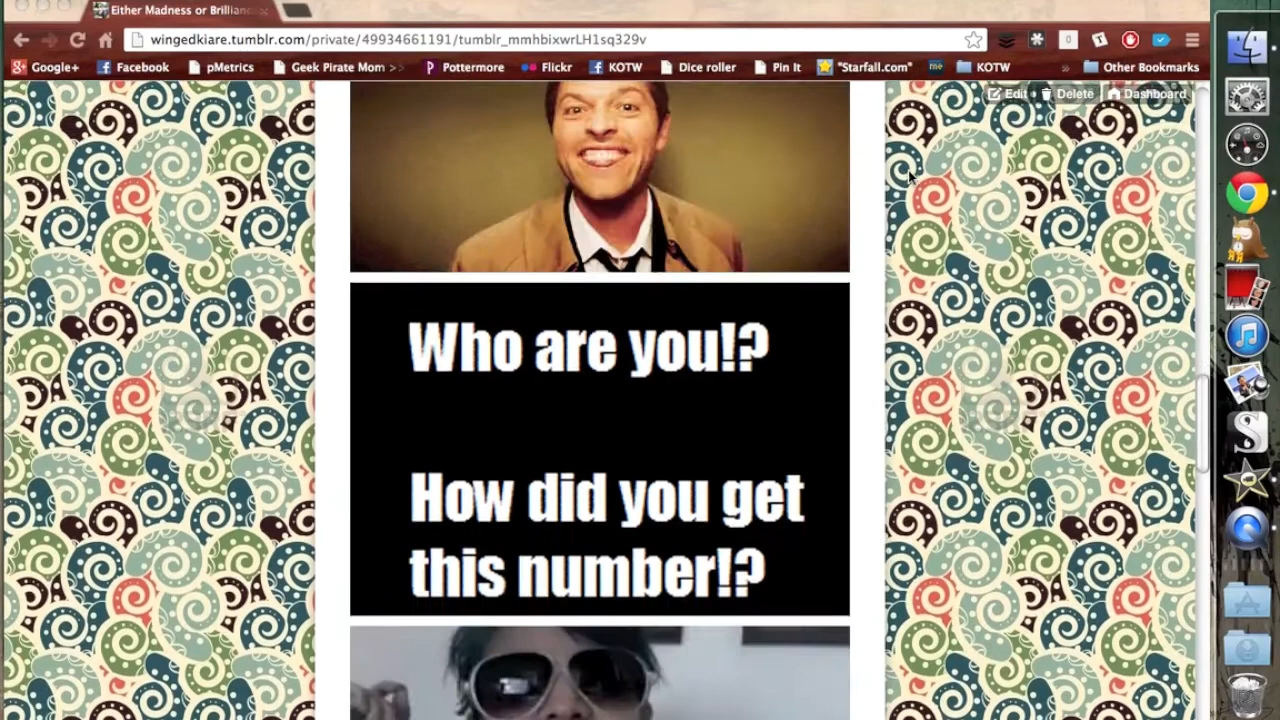 Either Madness or Brillian
wingedkiare.tumblr.com/private/49934661191/tumblr_mmhbixwrLH1sq329v
Google+ Facebook pMetrics Geek Pirate Mom >> Pottermore Flickr KOTW Dice roller Pin It "Starfall.com" me KOTW » Other Bookmarks
Edit Delete Dashboard
Who are you!?
How did you get
this number!?